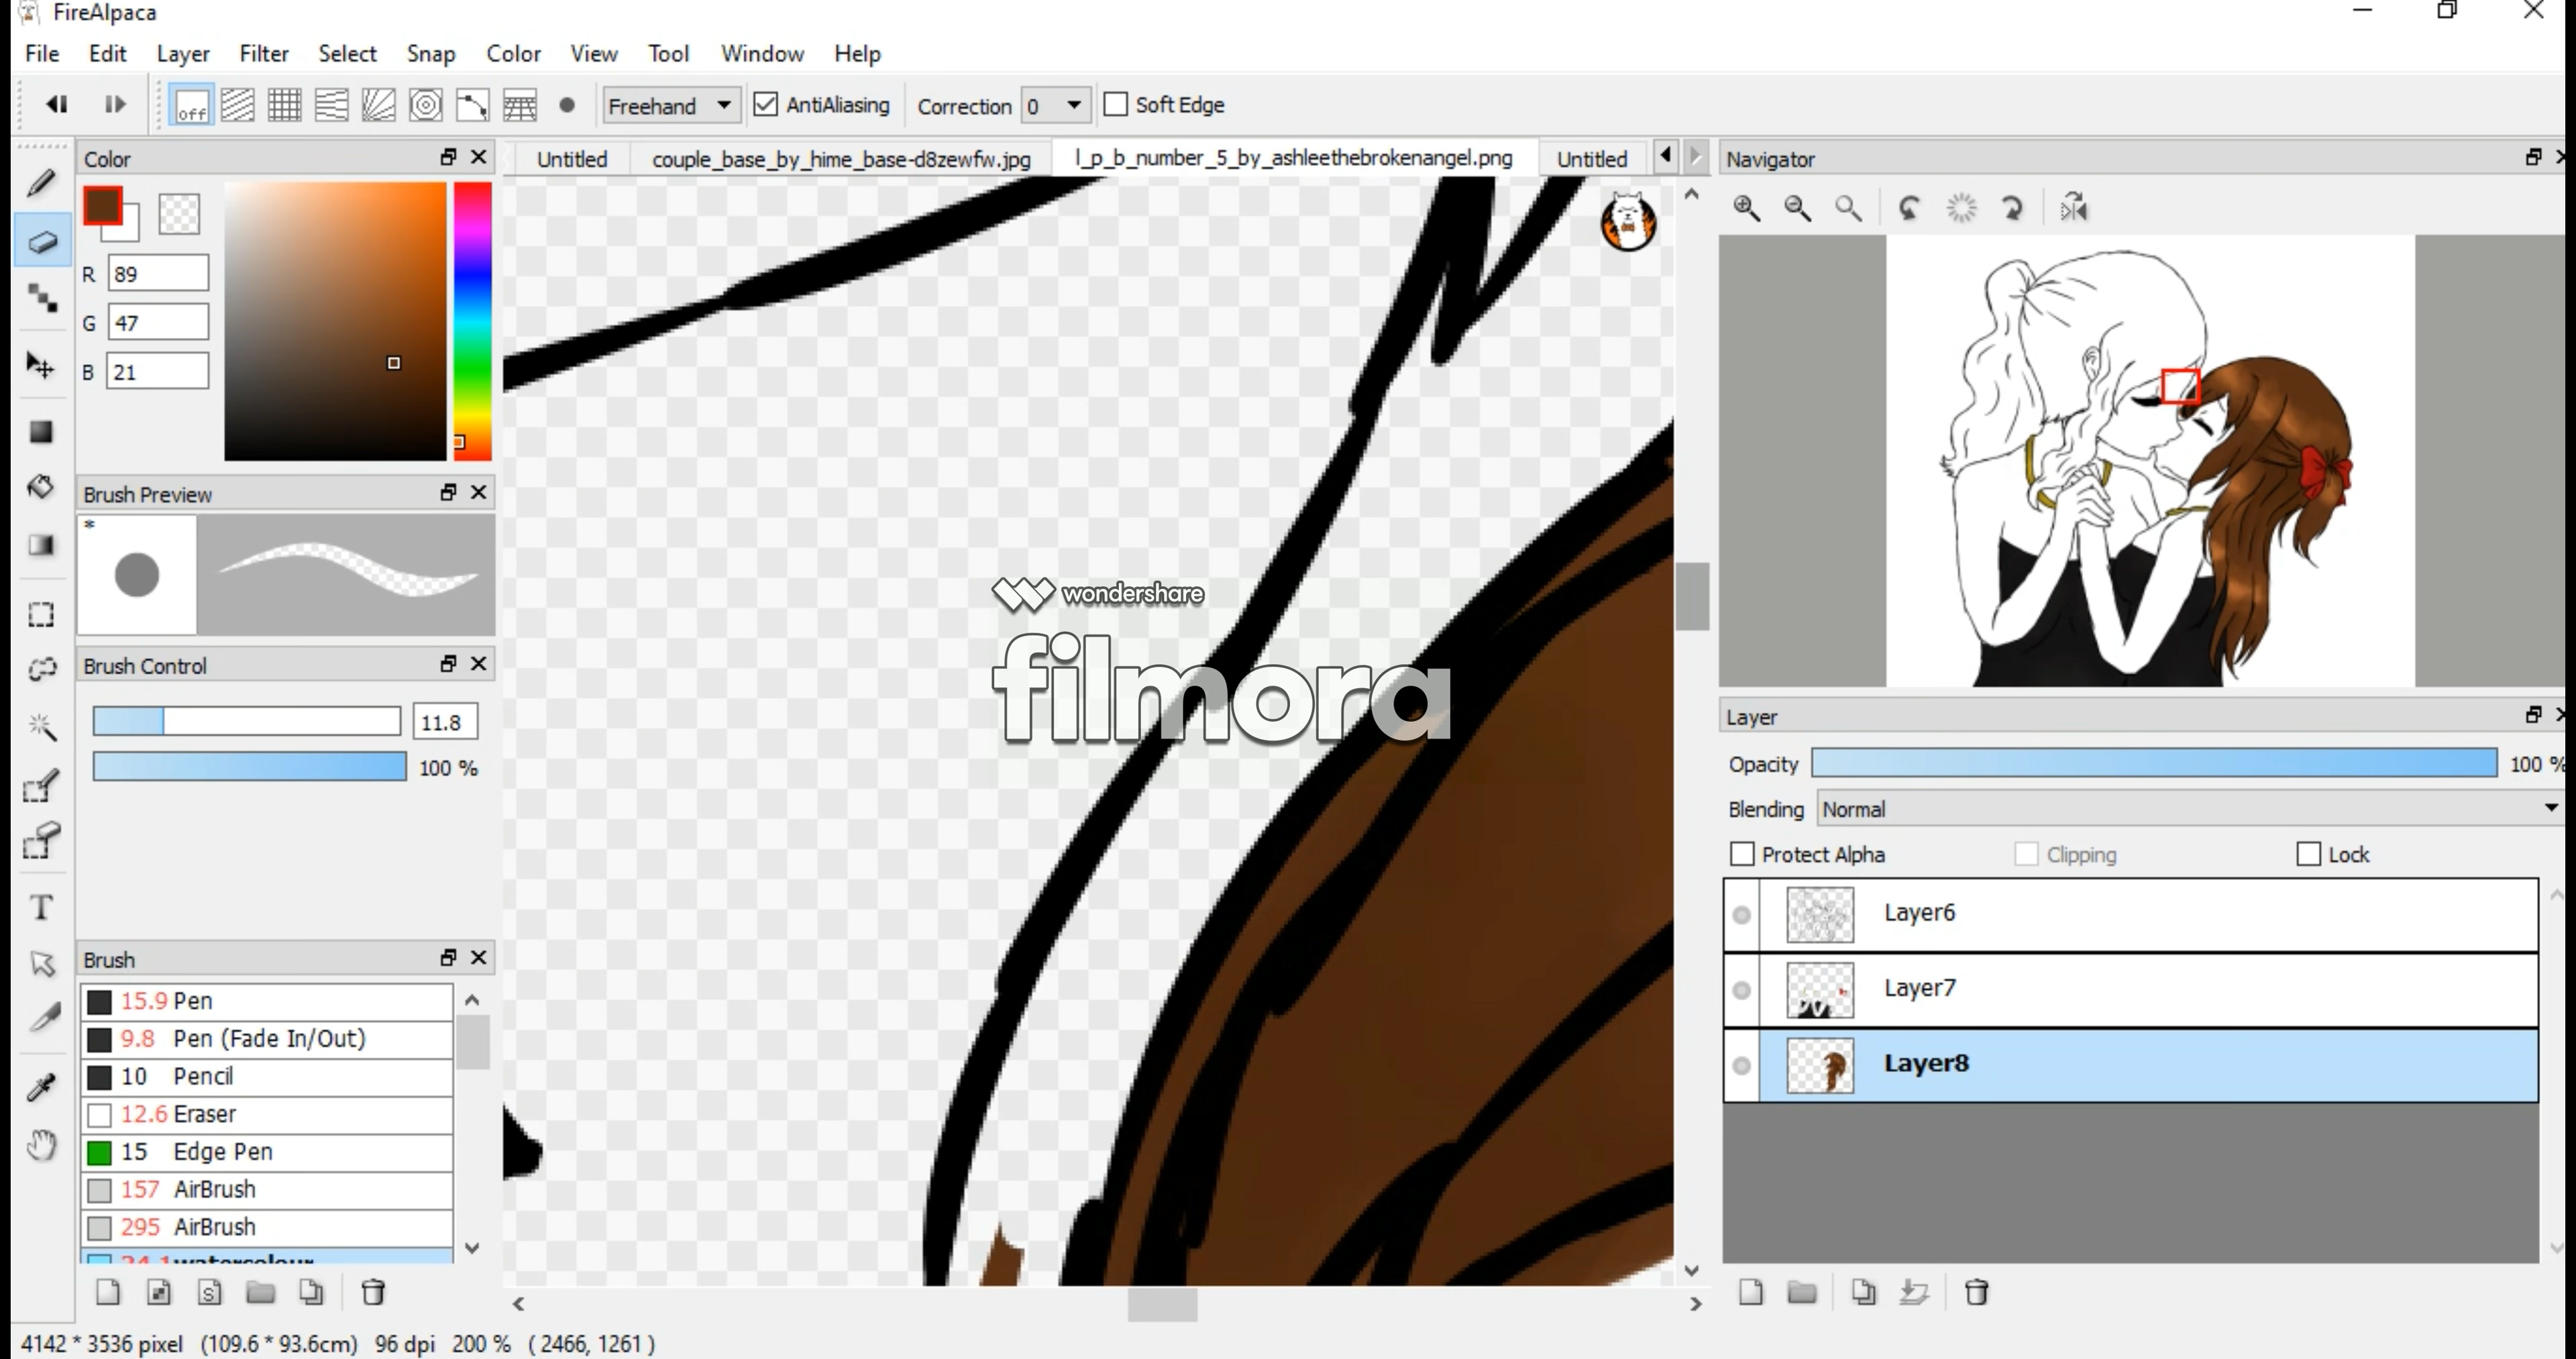 FireAlpaca
File Edit Layer Filter Select Snap Color View Tool Window Help
off Freehand AntiAliasing Correction 0 Soft Edge
Color
R 89
G 47
B 21
Brush Preview
*
Brush Control
11.8
100 %
Brush
15.9 Pen
9.8 Pen (Fade In/Out)
10 Pencil
12.6 Eraser
15 Edge Pen
157 AirBrush
295 AirBrush
24.1 watercolour
Untitled couple_base_by_hime_base-d8zewfw.jpg l_p_b_number_5_by_ashleethebrokenangel.png Untitled
wondershare
filmora
Navigator
Layer
Opacity 100 %
Blending Normal
Protect Alpha Clipping Lock
Layer6
Layer7
Layer8
4142 * 3536 pixel (109.6 * 93.6cm) 96 dpi 200 % ( 2466, 1261 )